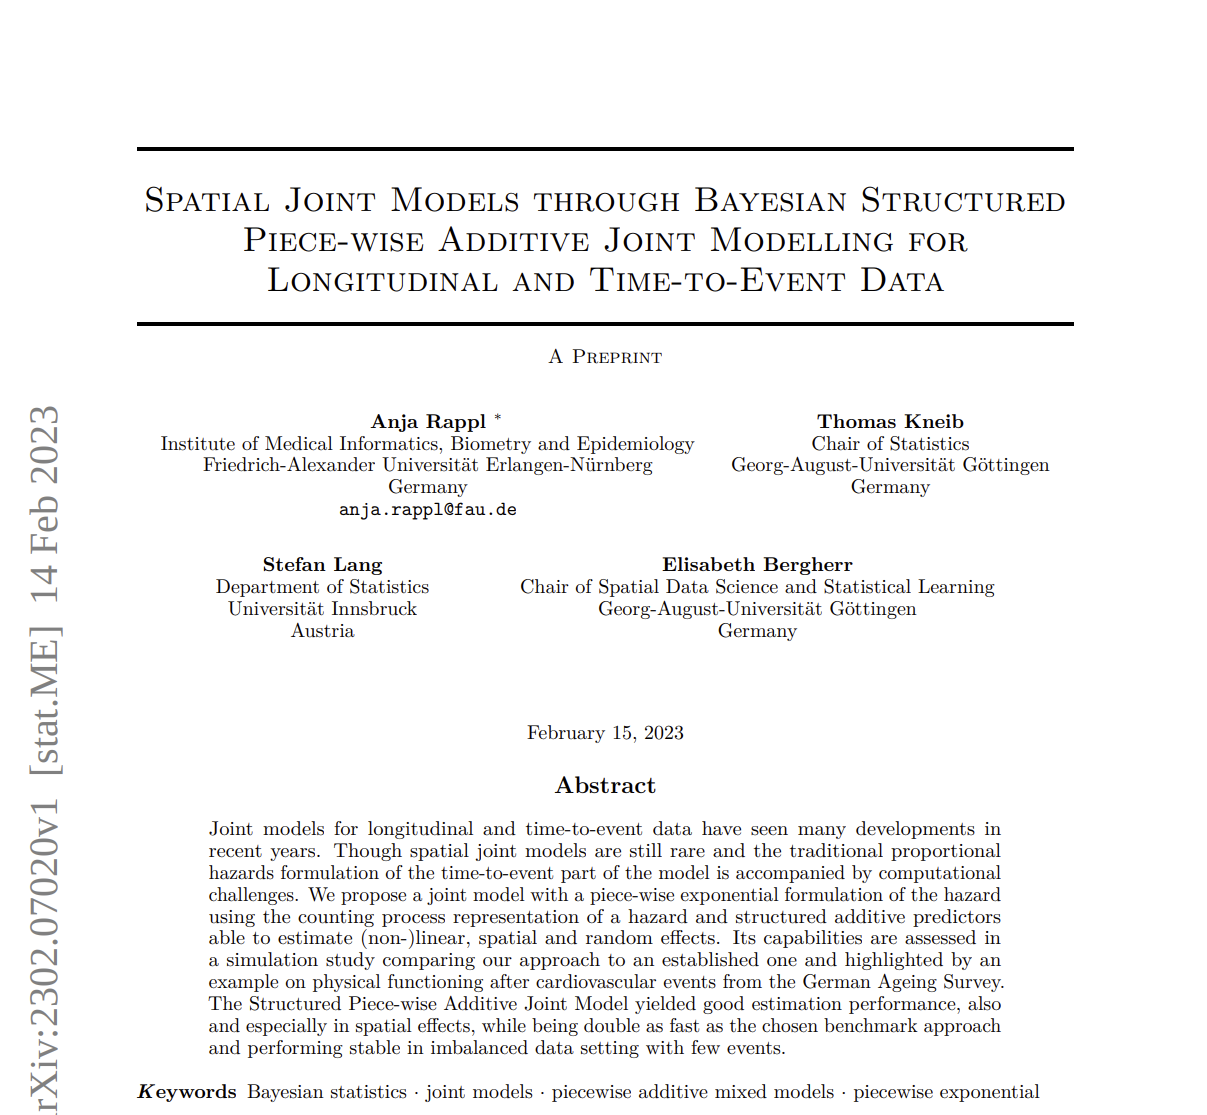 Spatial Joint Models through Bayesian Structured
Piece-wise Additive Joint Modelling for
Longitudinal and Time-to-Event Data
A Preprint
Anja Rappl *
Institute of Medical Informatics, Biometry and Epidemiology
Friedrich-Alexander Universität Erlangen-Nürnberg
Germany
anja.rappl@fau.de
Thomas Kneib
Chair of Statistics
Georg-August-Universität Göttingen
Germany
Stefan Lang
Department of Statistics
Universität Innsbruck
Austria
Elisabeth Bergherr
Chair of Spatial Data Science and Statistical Learning
Georg-August-Universität Göttingen
Germany
February 15, 2023
Abstract
Joint models for longitudinal and time-to-event data have seen many developments in
recent years. Though spatial joint models are still rare and the traditional proportional
hazards formulation of the time-to-event part of the model is accompanied by computational
challenges. We propose a joint model with a piece-wise exponential formulation of the hazard
using the counting process representation of a hazard and structured additive predictors
able to estimate (non-)linear, spatial and random effects. Its capabilities are assessed in
a simulation study comparing our approach to an established one and highlighted by an
example on physical functioning after cardiovascular events from the German Ageing Survey.
The Structured Piece-wise Additive Joint Model yielded good estimation performance, also
and especially in spatial effects, while being double as fast as the chosen benchmark approach
and performing stable in imbalanced data setting with few events.
Keywords Bayesian statistics · joint models · piecewise additive mixed models · piecewise exponential
rXiv:2302.07020v1 [stat.ME] 14 Feb 2023